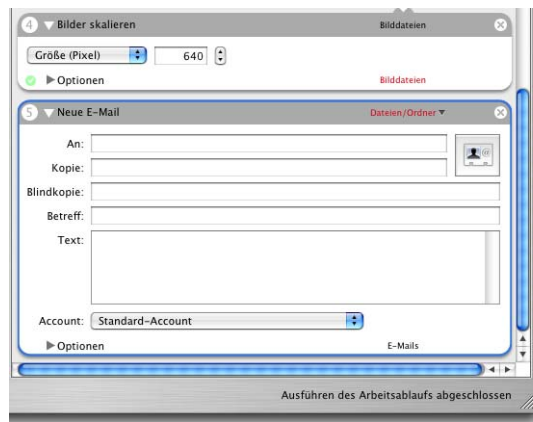 4 Bilder skalieren Bilddateien
Größe (Pixel) 640
Optionen Bilddateien
5 Neue E-Mail Dateien/Ordner
An:
Kopie:
Blindkopie:
Betreff:
Text:
Account: Standard-Account
Optionen E-Mails
Ausführen des Arbeitsablaufs abgeschlossen